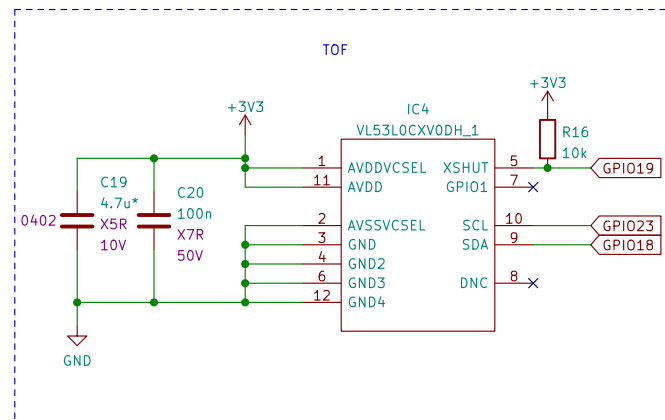 TOF
+3V3
+3V3
IC4
VL53L0CXV0DH_1
R16
10k
1
AVDDVCSEL
XSHUT
5
GPIO19
11
AVDD
GPIO1
7
C19
4.7u*
0402
X5R
10V
C20
100n
X7R
50V
2
AVSSVCSEL
SCL
10
GPIO23
3
GND
SDA
9
GPIO18
4
GND2
6
GND3
DNC
8
12
GND4
GND